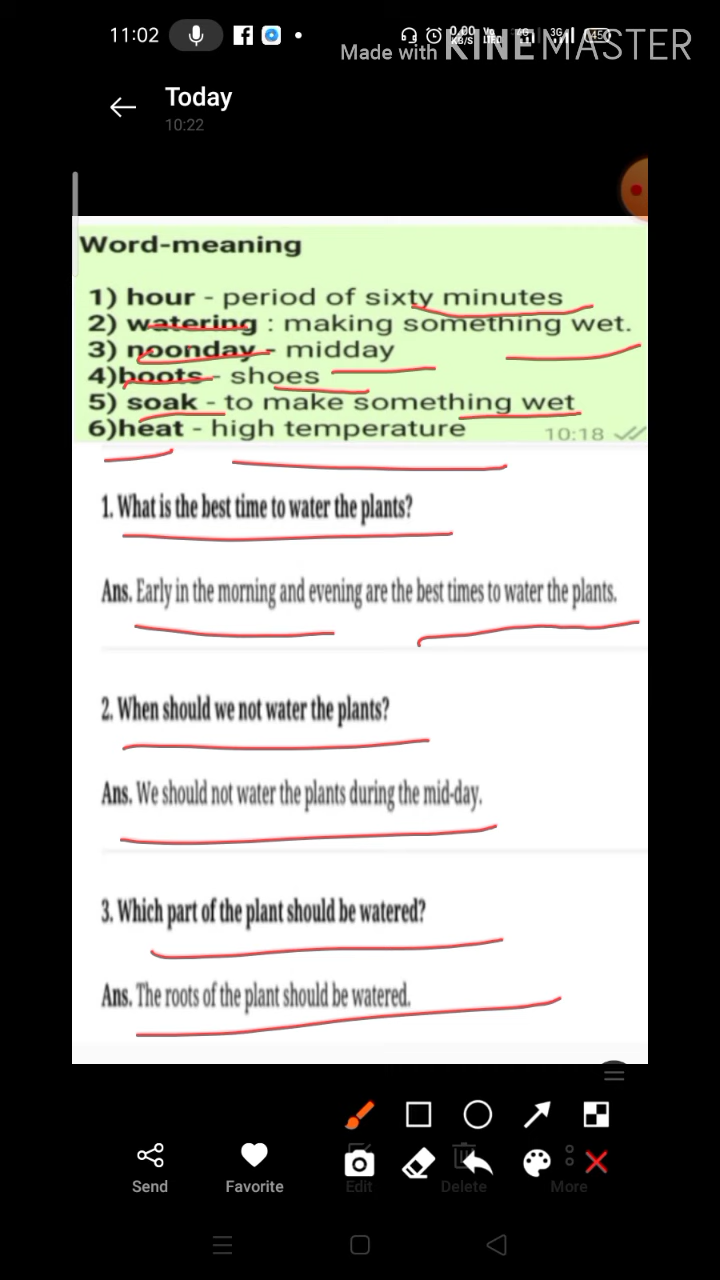 11:02
Made with KINEMASTER
Today
10:22
Word-meaning
1) hour - period of sixty minutes
2) watering : making something wet.
3) noonday - midday
4)boots - shoes
5) soak - to make something wet
6)heat - high temperature
10:18
1. What is the best time to water the plants?
Ans. Early in the morning and evening are the best times to water the plants.
2. When should we not water the plants?
Ans. We should not water the plants during the mid-day.
3. Which part of the plant should be watered?
Ans. The roots of the plant should be watered.
Send Favorite Edit Delete More